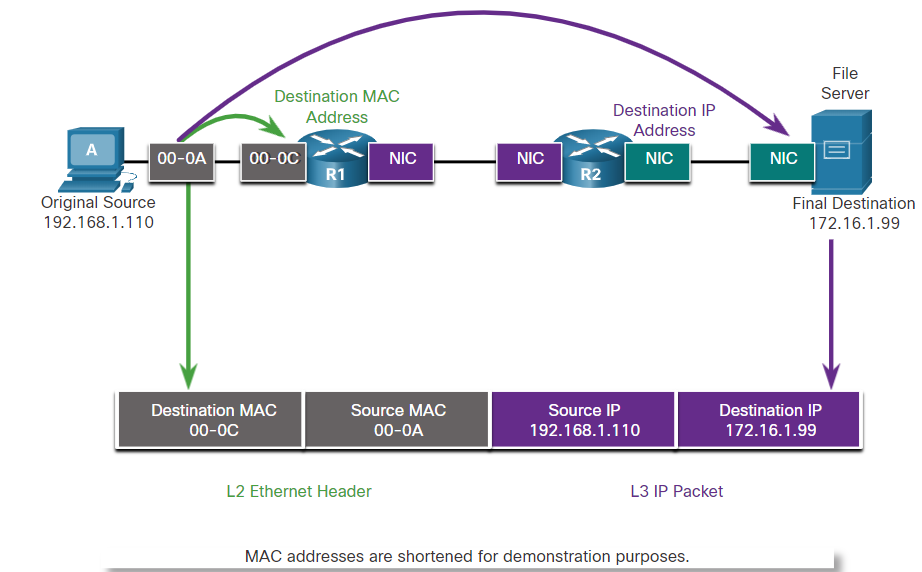 File
Server
Destination MAC
Address
Destination IP
Address
A
00-0A
00-0C
R1
NIC
NIC
R2
NIC
NIC
Original Source
192.168.1.110
Final Destination
172.16.1.99
Destination MAC
00-0C
Source MAC
00-0A
Source IP
192.168.1.110
Destination IP
172.16.1.99
L2 Ethernet Header
L3 IP Packet
MAC addresses are shortened for demonstration purposes.